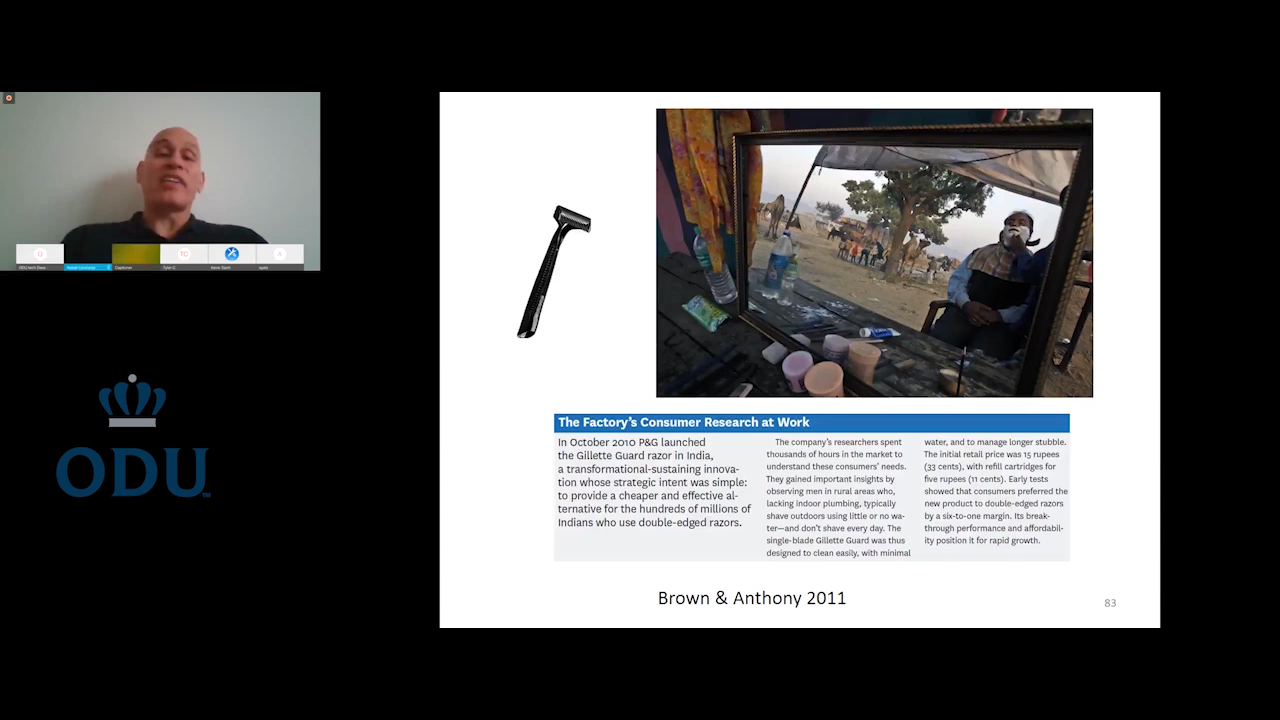 ODU
TM
The Factory's Consumer Research at Work
In October 2010 P&G launched
the Gillette Guard razor in India,
a transformational-sustaining innova-
tion whose strategic intent was simple:
to provide a cheaper and effective al-
ternative for the hundreds of millions of
Indians who use double-edged razors.
The company's researchers spent
thousands of hours in the market to
understand these consumers' needs.
They gained important insights by
observing men in rural areas who,
lacking indoor plumbing, typically
shave outdoors using little or no wa-
ter—and don't shave every day. The
single-blade Gillette Guard was thus
designed to clean easily, with minimal
water, and to manage longer stubble.
The initial retail price was 15 rupees
(33 cents), with refill cartridges for
five rupees (11 cents). Early tests
showed that consumers preferred the
new product to double-edged razors
by a six-to-one margin. Its break-
through performance and affordabil-
ity position it for rapid growth.
Brown & Anthony 2011
83